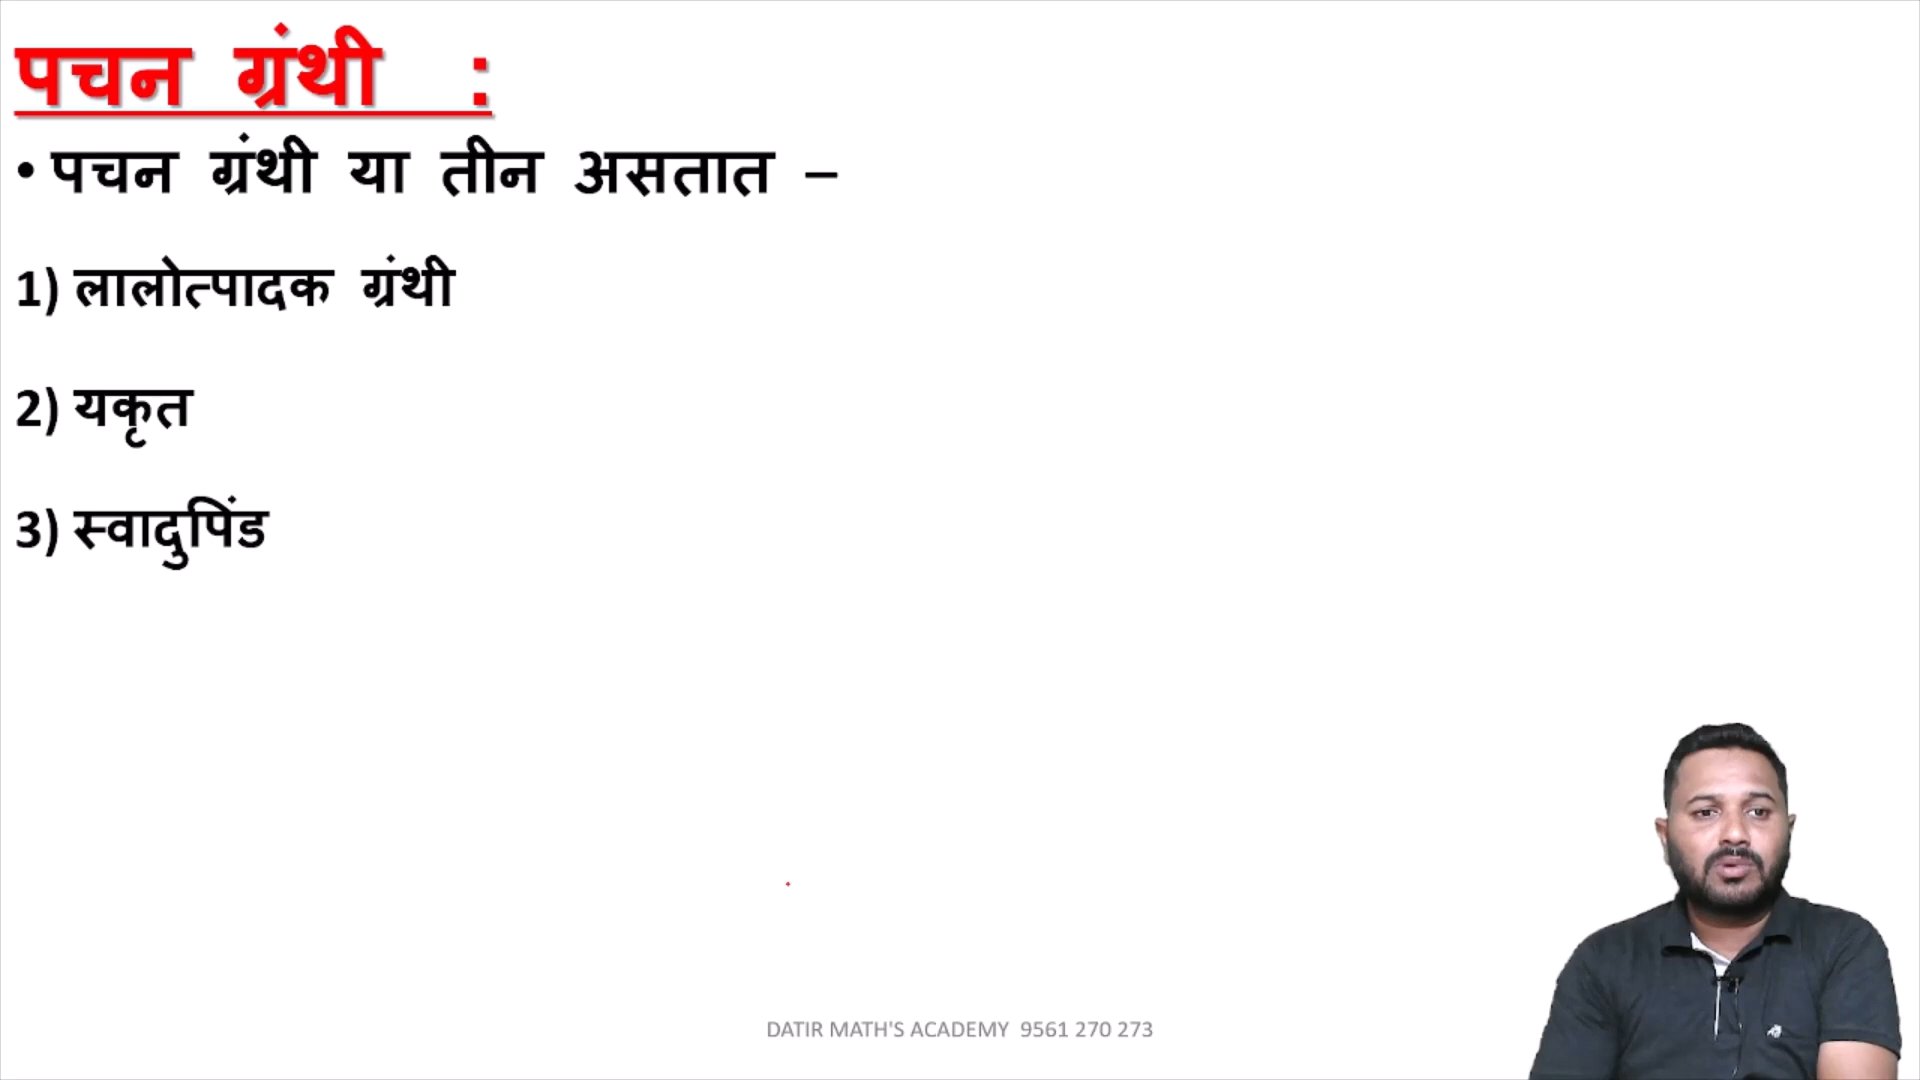 पचन ग्रंथी :
• पचन ग्रंथी या तीन असतात –
1) लालोत्पादक ग्रंथी
2) यकृत
3) स्वादुपिंड
DATIR MATH'S ACADEMY 9561 270 273